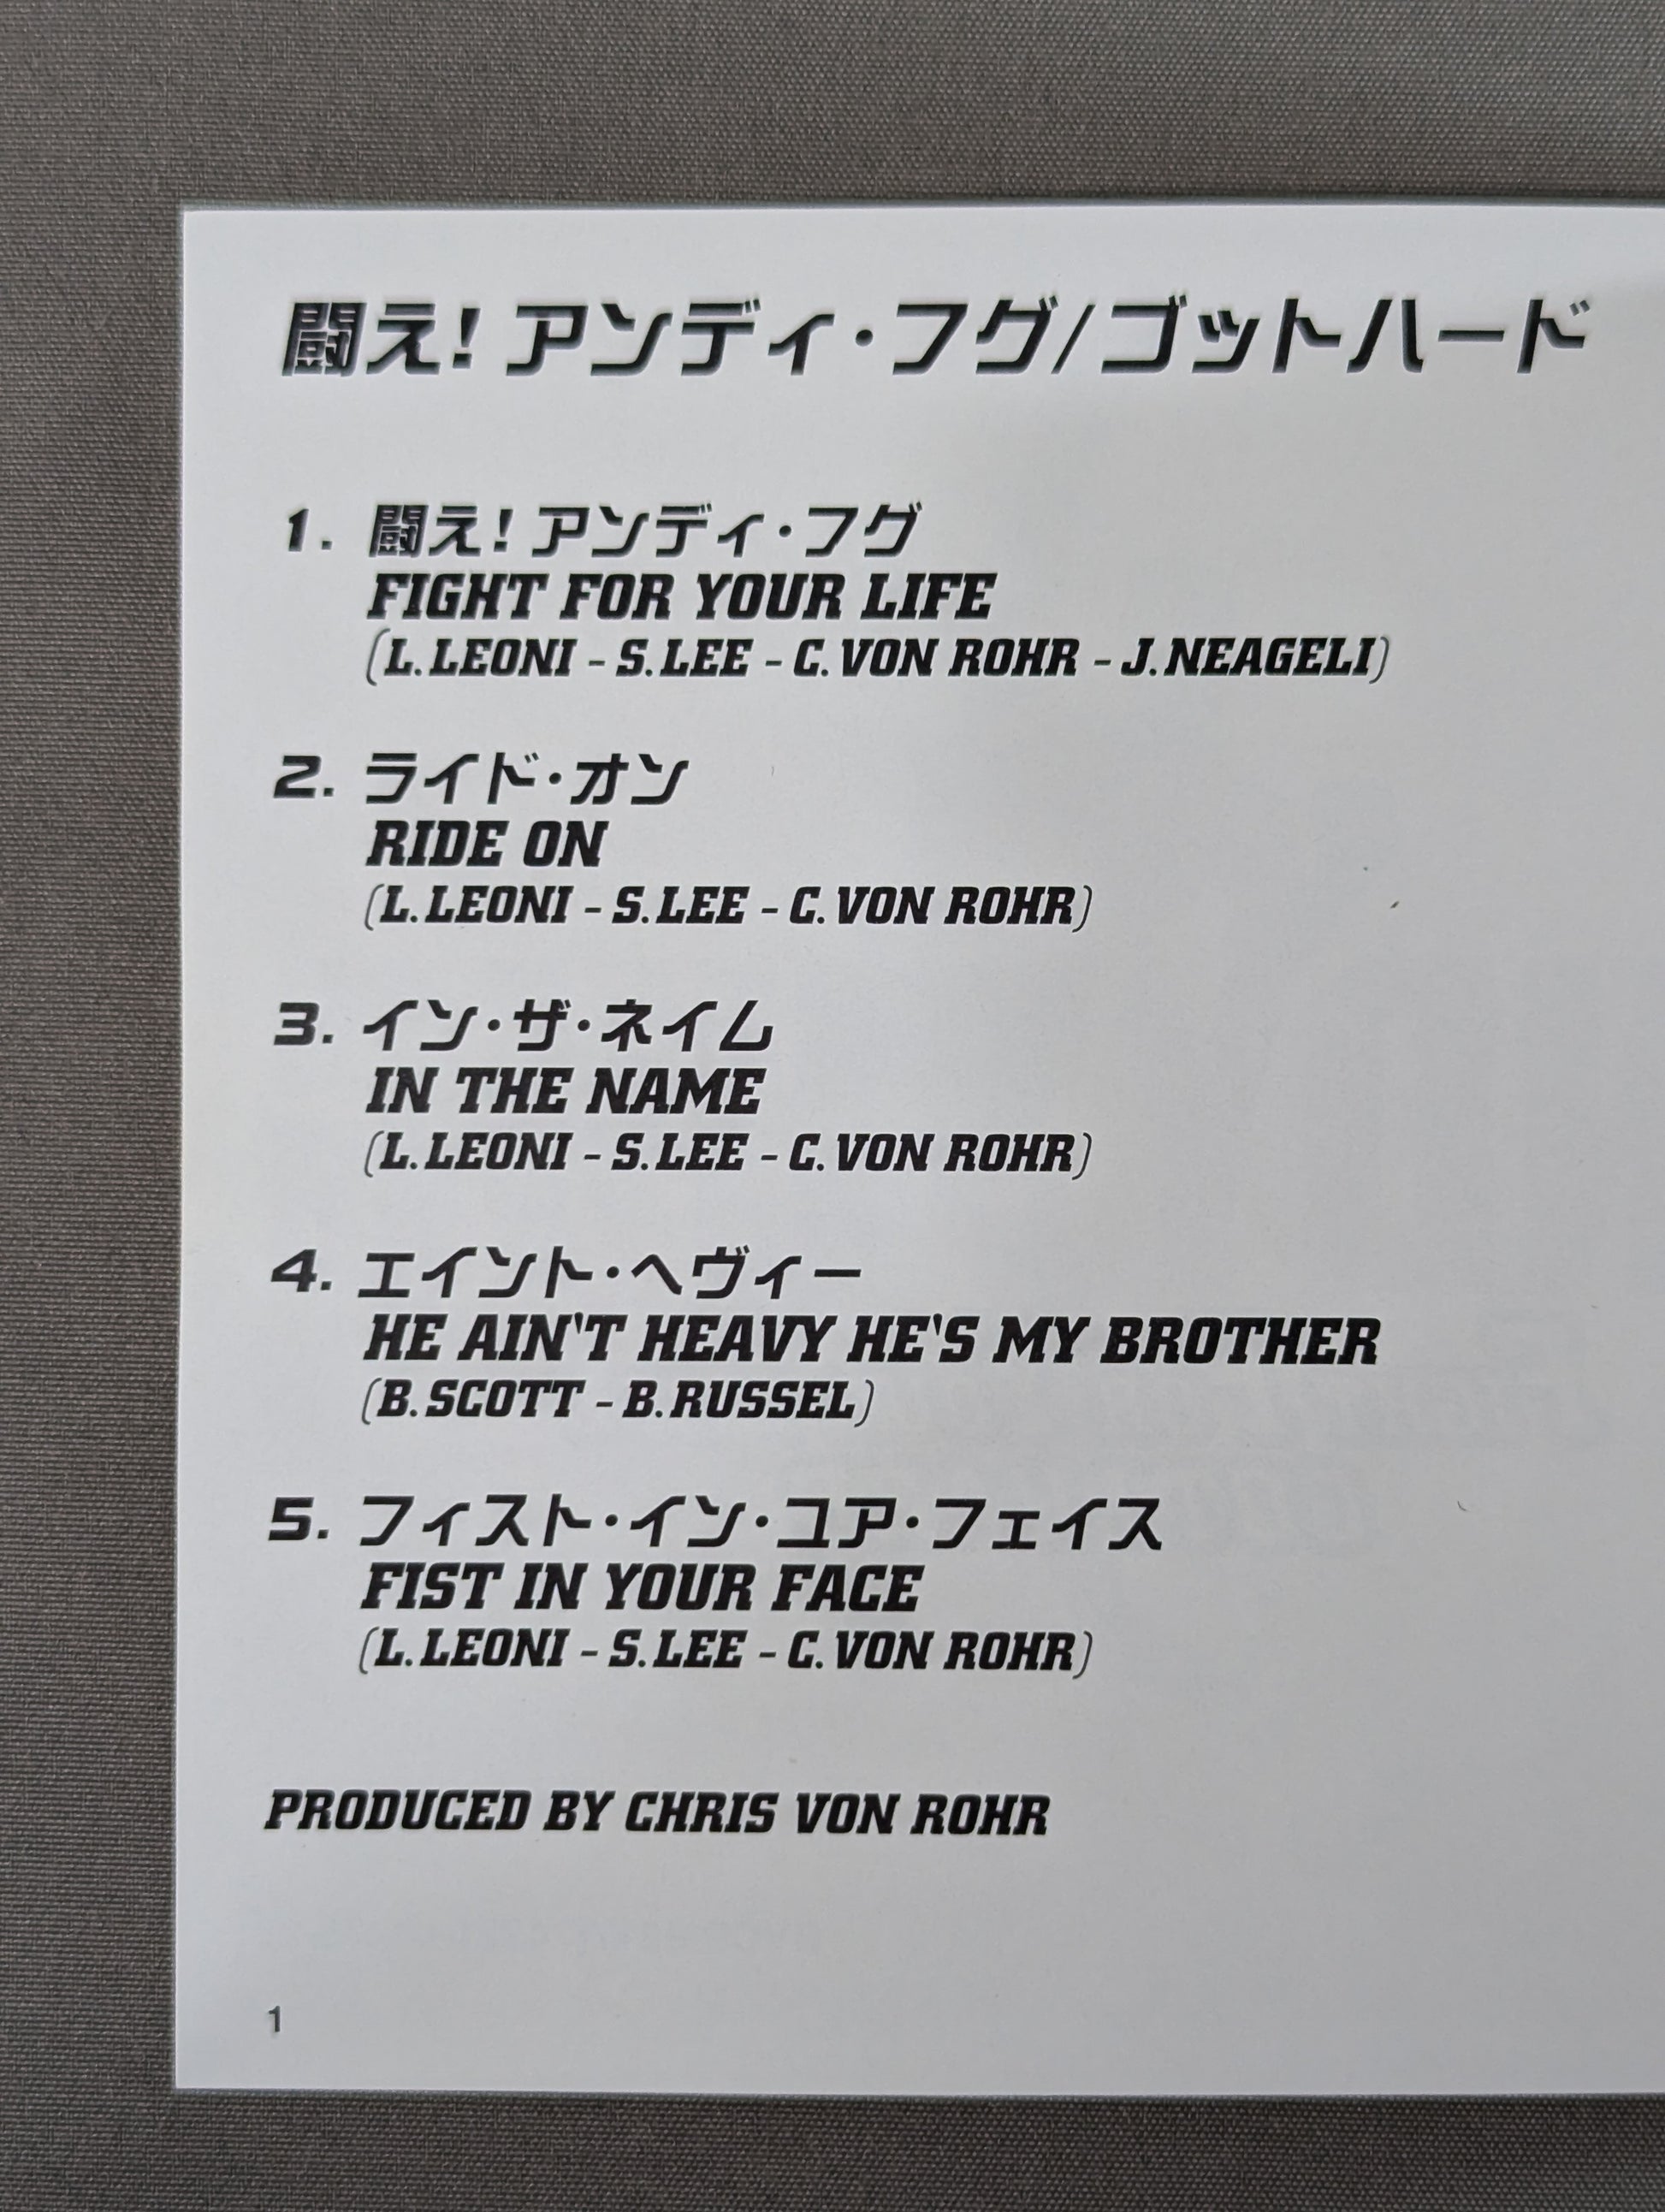 闘え! アンディ・フグ/ゴットハード
1. 闘え! アンディ・フグ
FIGHT FOR YOUR LIFE
(L.LEONI - S.LEE - C.VON ROHR - J.NEAGELI)
2. ライド・オン
RIDE ON
(L.LEONI - S.LEE - C.VON ROHR)
3. イン・ザ・ネイム
IN THE NAME
(L.LEONI - S.LEE - C.VON ROHR)
4. エイント・ヘヴィー
HE AIN'T HEAVY HE'S MY BROTHER
(B.SCOTT - B.RUSSEL)
5. フィスト・イン・ユア・フェイス
FIST IN YOUR FACE
(L.LEONI - S.LEE - C.VON ROHR)
PRODUCED BY CHRIS VON ROHR
1